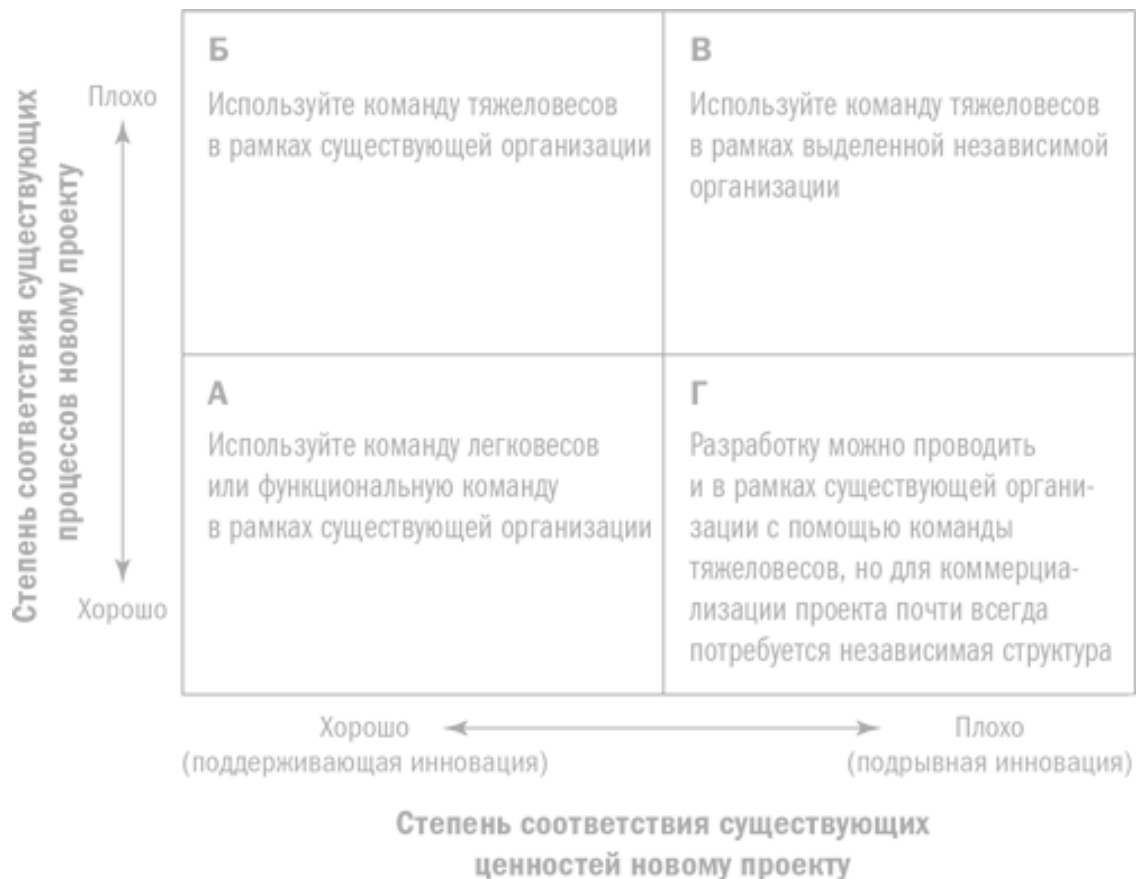 Степень соответствия существующих
процессов новому проекту
Плохо
Хорошо
Б
Используйте команду тяжеловесов
в рамках существующей организации
В
Используйте команду тяжеловесов
в рамках выделенной независимой
организации
А
Используйте команду легковесов
или функциональную команду
в рамках существующей организации
Г
Разработку можно проводить
и в рамках существующей органи-
зации с помощью команды
тяжеловесов, но для коммерциа-
лизации проекта почти всегда
потребуется независимая структура
Хорошо
(поддерживающая инновация)
Плохо
(подрывная инновация)
Степень соответствия существующих
ценностей новому проекту